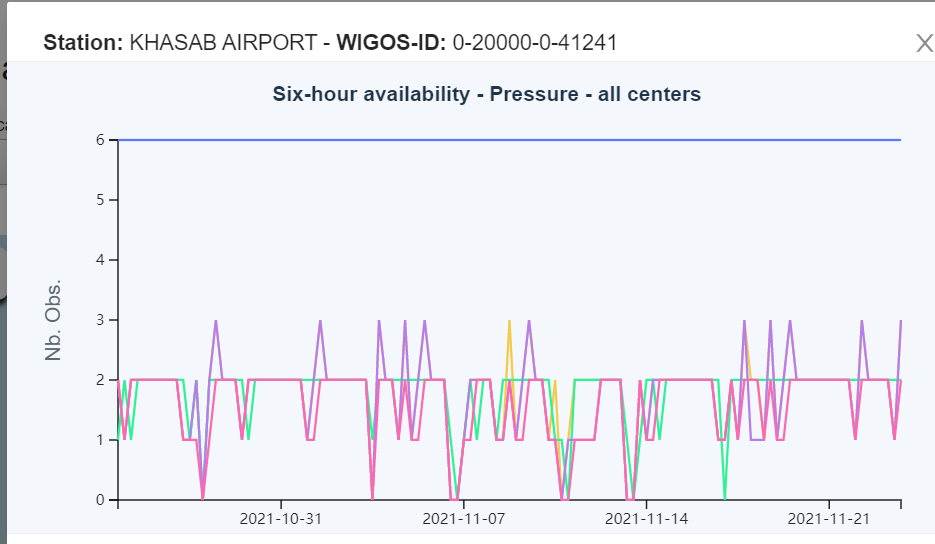 Station: KHASAB AIRPORT - WIGOS-ID: 0-20000-0-41241
X
Six-hour availability - Pressure - all centers
Nb. Obs.
6
5
4
3
2
1
0
2021-10-31
2021-11-07
2021-11-14
2021-11-21